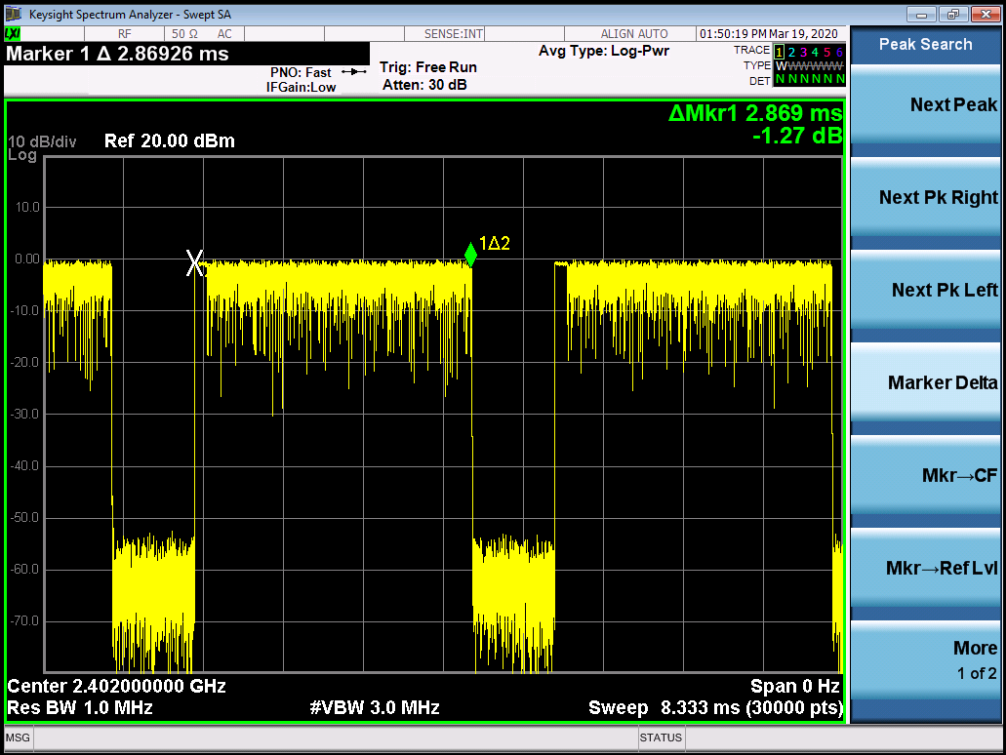 Keysight Spectrum Analyzer - Swept SA
LXI
RF 50 Ω AC SENSE:INT ALIGN AUTO 01:50:19 PM Mar 19, 2020
Marker 1 Δ 2.86926 ms
PNO: Fast
IFGain:Low
Trig: Free Run
Atten: 30 dB
Avg Type: Log-Pwr
TRACE 1 2 3 4 5 6
TYPE WWWWWW
DET N N N N N N
Peak Search
Next Peak
Next Pk Right
Next Pk Left
Marker Delta
Mkr→CF
Mkr→Ref Lvl
More
1 of 2
ΔMkr1 2.869 ms
-1.27 dB
10 dB/div Ref 20.00 dBm
Log
10.0
0.00
-10.0
-20.0
-30.0
-40.0
-50.0
-60.0
-70.0
X
1Δ2
Center 2.402000000 GHz Span 0 Hz
Res BW 1.0 MHz #VBW 3.0 MHz Sweep 8.333 ms (30000 pts)
MSG STATUS